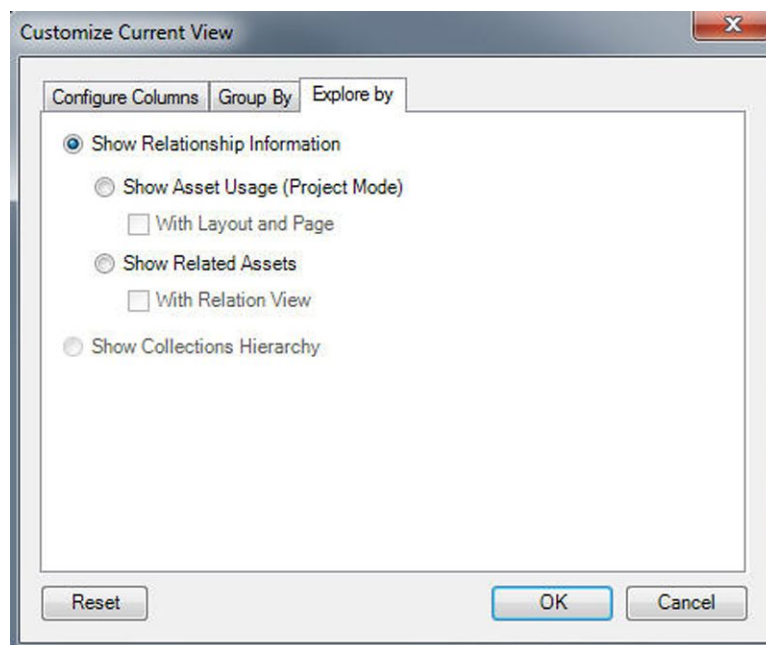 Customize Current View
Configure Columns Group By Explore by
Show Relationship Information
Show Asset Usage (Project Mode)
With Layout and Page
Show Related Assets
With Relation View
Show Collections Hierarchy
Reset OK Cancel